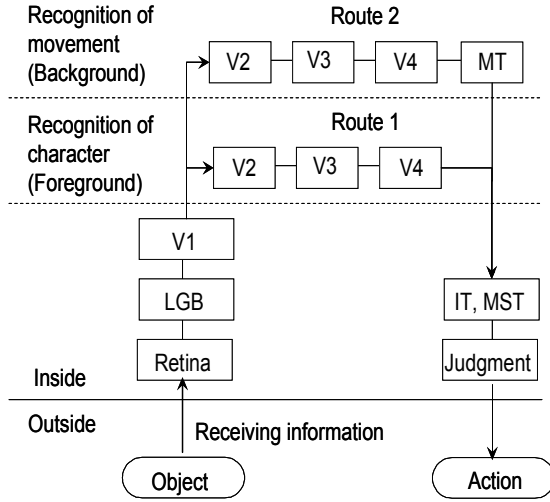 Recognition of
movement
(Background)
Route 2
V2 V3 V4 MT
Recognition of
character
(Foreground)
Route 1
V2 V3 V4
V1
LGB
IT, MST
Retina
Judgment
Inside
Outside
Receiving information
Object
Action